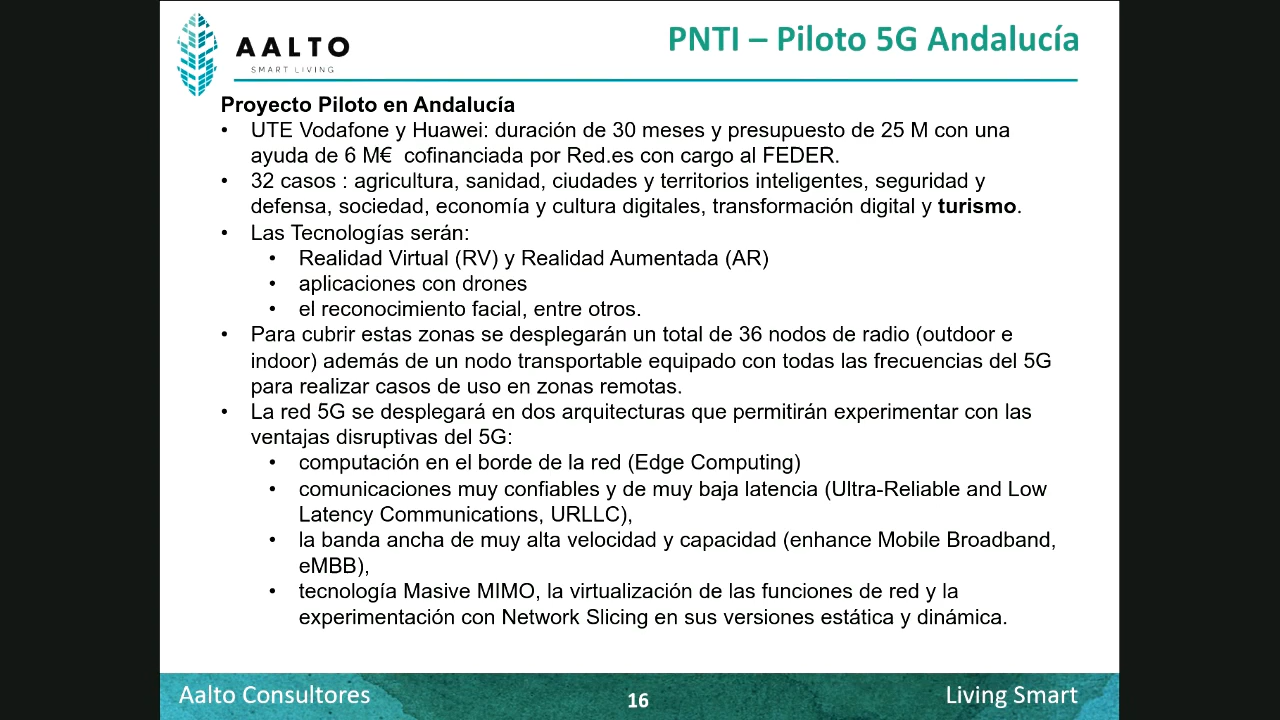 AALTO
SMART LIVING
PNTI – Piloto 5G Andalucía
Proyecto Piloto en Andalucía
• UTE Vodafone y Huawei: duración de 30 meses y presupuesto de 25 M con una
ayuda de 6 M€ cofinanciada por Red.es con cargo al FEDER.
• 32 casos : agricultura, sanidad, ciudades y territorios inteligentes, seguridad y
defensa, sociedad, economía y cultura digitales, transformación digital y turismo.
• Las Tecnologías serán:
• Realidad Virtual (RV) y Realidad Aumentada (AR)
• aplicaciones con drones
• el reconocimiento facial, entre otros.
• Para cubrir estas zonas se desplegarán un total de 36 nodos de radio (outdoor e
indoor) además de un nodo transportable equipado con todas las frecuencias del 5G
para realizar casos de uso en zonas remotas.
• La red 5G se desplegará en dos arquitecturas que permitirán experimentar con las
ventajas disruptivas del 5G:
• computación en el borde de la red (Edge Computing)
• comunicaciones muy confiables y de muy baja latencia (Ultra-Reliable and Low
Latency Communications, URLLC),
• la banda ancha de muy alta velocidad y capacidad (enhance Mobile Broadband,
eMBB),
• tecnología Masive MIMO, la virtualización de las funciones de red y la
experimentación con Network Slicing en sus versiones estática y dinámica.
Aalto Consultores
16
Living Smart